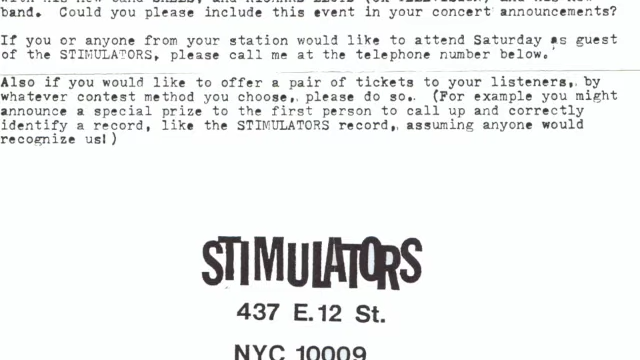 band. Could you please include this event in your concert announcements?
If you or anyone from your station would like to attend Saturday as guest
of the STIMULATORS, please call me at the telephone number below.
Also if you would like to offer a pair of tickets to your listeners, by
whatever contest method you choose, please do so. (For example you might
announce a special prize to the first person to call up and correctly
identify a record, like the STIMULATORS record, assuming anyone would
recognize us!)
STIMULATORS
437 E.12 St.
NYC 10009